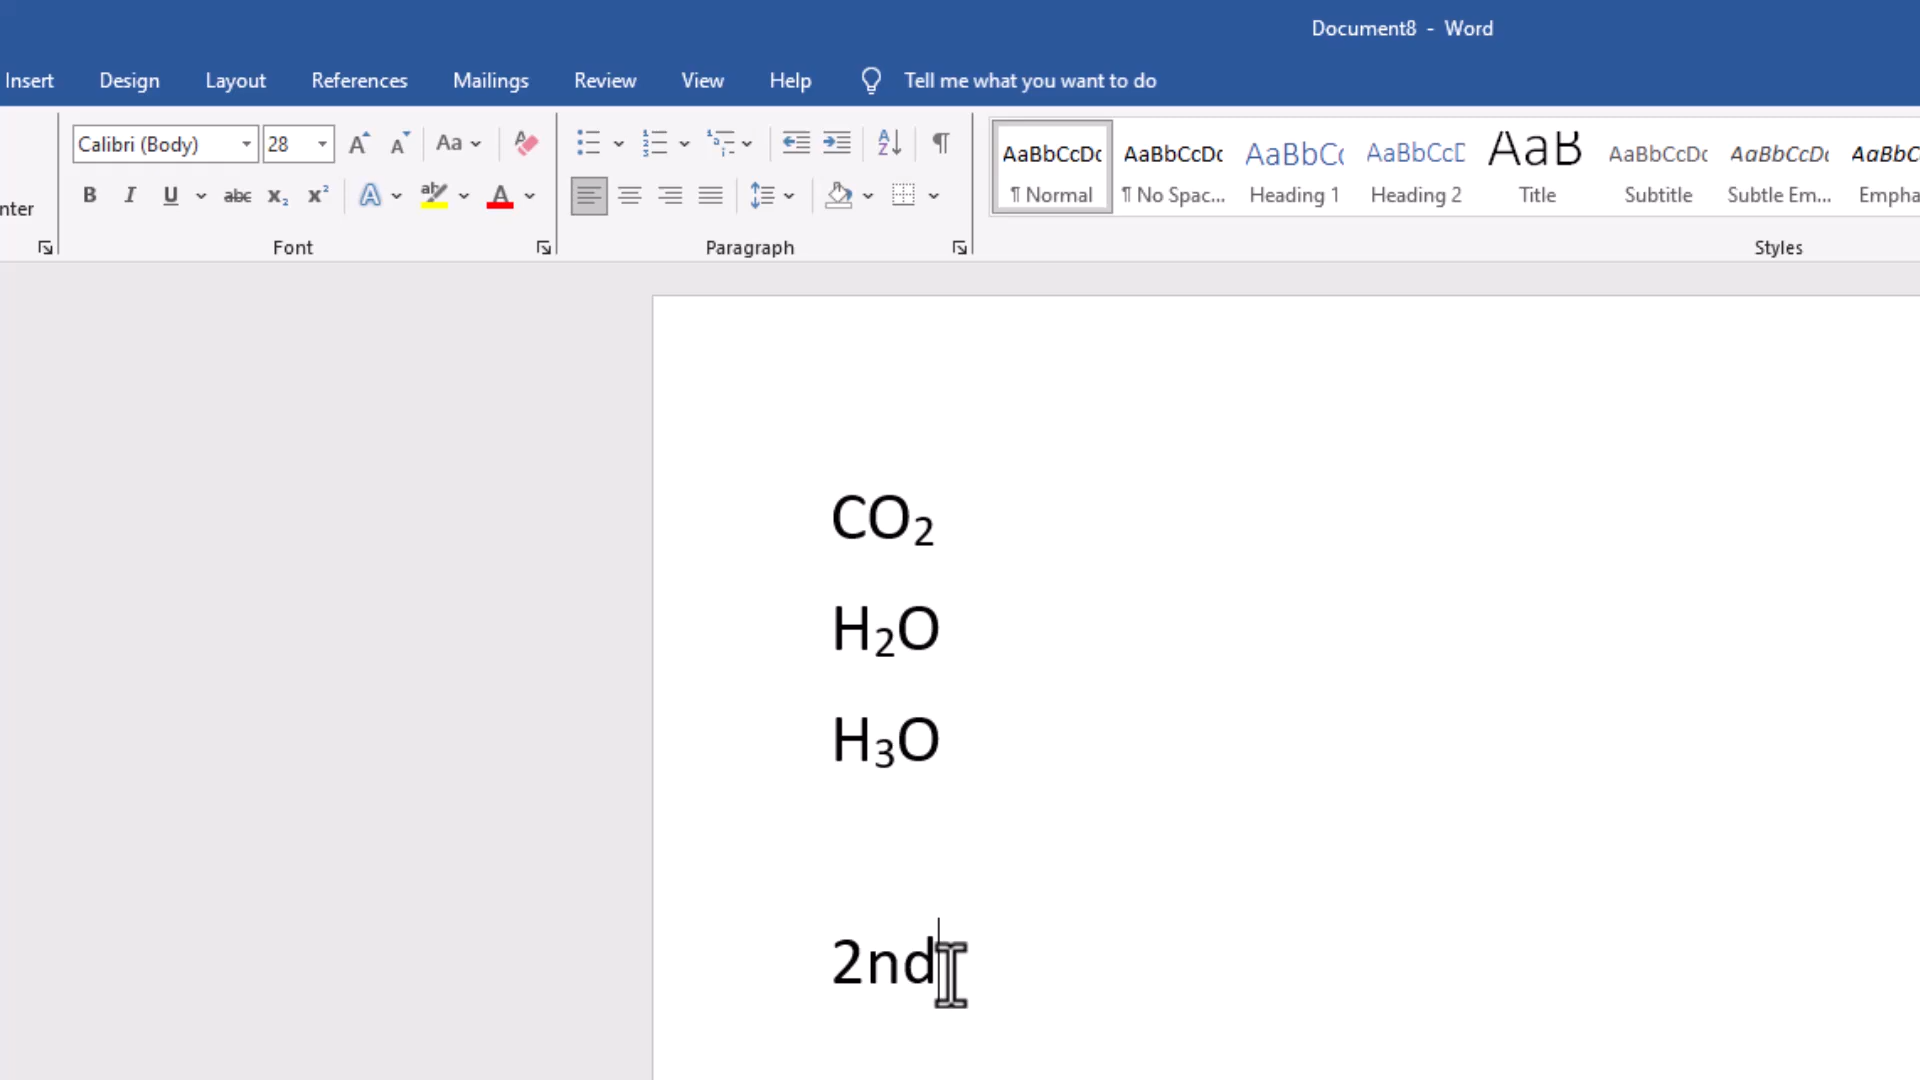 Document8 - Word
Insert Design Layout References Mailings Review View Help Tell me what you want to do
Calibri (Body) 28 Aa
AaBbCcDc AaBbCcDc AaBbCc AaBbCcD AaB AaBbCcDc AaBbCcDc AaBbC
B I U abc x₂ x² A ab A
nter
¶ Normal ¶ No Spac... Heading 1 Heading 2 Title Subtitle Subtle Em... Empha
Font Paragraph Styles
CO₂
H₂O
H₃O
2nd